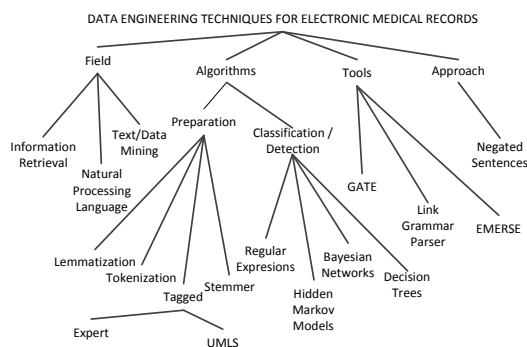 DATA ENGINEERING TECHNIQUES FOR ELECTRONIC MEDICAL RECORDS
Field
Algorithms
Tools
Approach
Information
Retrieval
Natural
Processing
Language
Text/Data
Mining
Preparation
Classification /
Detection
GATE
Link
Grammar
Parser
EMERSE
Negated
Sentences
Lemmatization
Tokenization
Tagged
Stemmer
Regular
Expresions
Hidden
Markov
Models
Bayesian
Networks
Decision
Trees
Expert
UMLS